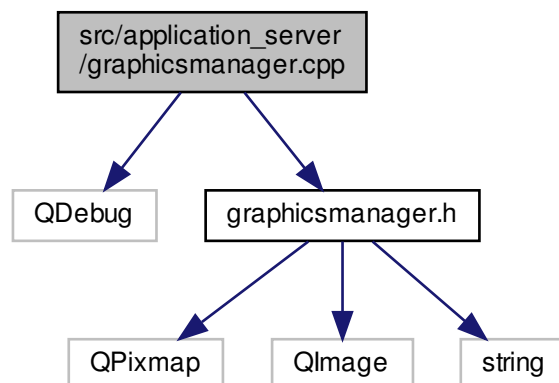 src/application_server
/graphicsmanager.cpp
QDebug
graphicsmanager.h
QPixmap
QImage
string